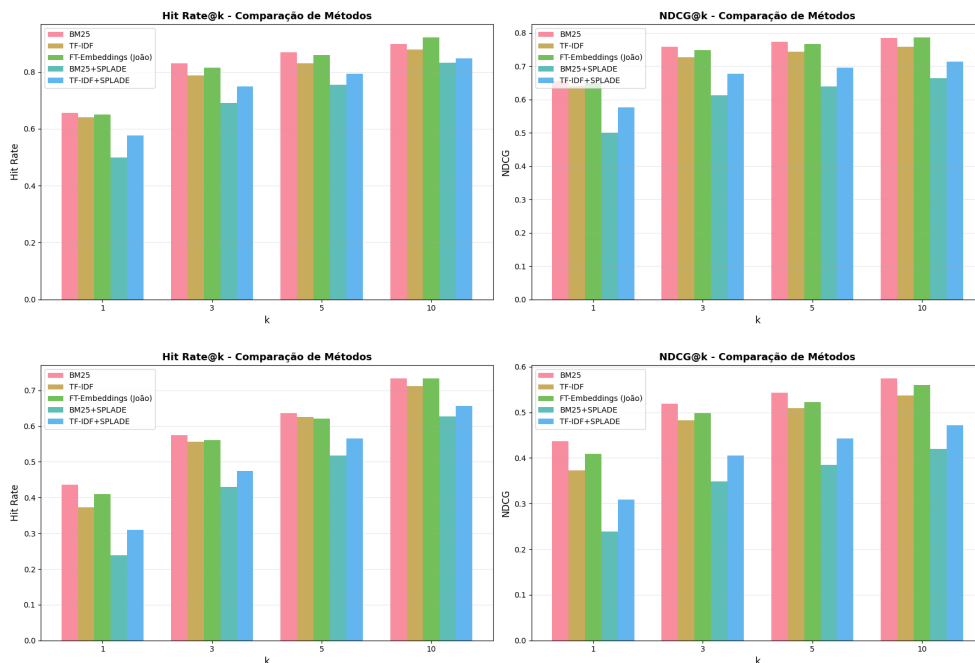 Hit Rate@k - Comparação de Métodos
BM25
TF-IDF
FT-Embeddings (João)
BM25+SPLADE
TF-IDF+SPLADE
0.8
0.6
0.4
0.2
0.0
Hit Rate
1
3
5
10
k
NDCG@k - Comparação de Métodos
BM25
TF-IDF
FT-Embeddings (João)
BM25+SPLADE
TF-IDF+SPLADE
0.8
0.7
0.6
0.5
0.4
0.3
0.2
0.1
0.0
NDCG
1
3
5
10
k
Hit Rate@k - Comparação de Métodos
BM25
TF-IDF
FT-Embeddings (João)
BM25+SPLADE
TF-IDF+SPLADE
0.7
0.6
0.5
0.4
0.3
0.2
0.1
0.0
Hit Rate
1
3
5
10
k
NDCG@k - Comparação de Métodos
BM25
TF-IDF
FT-Embeddings (João)
BM25+SPLADE
TF-IDF+SPLADE
0.6
0.5
0.4
0.3
0.2
0.1
0.0
NDCG
1
3
5
10
k